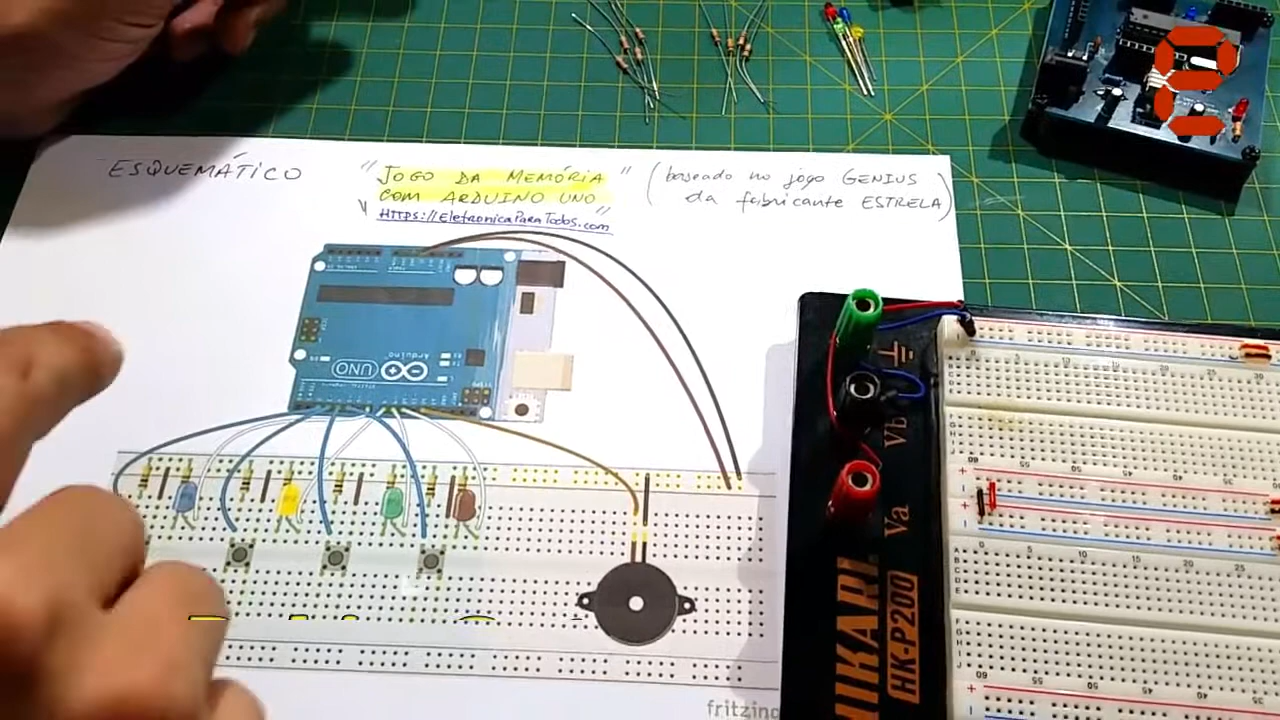 ESQUEMÁTICO
"JOGO DA MEMÓRIA
COM ARDUINO UNO"
HTTPS://EletronicaParaTodos.com
(baseado no jogo GENIUS
da fabricante ESTRELA)
UNO
Arduino
fritzing
Vb
Va
HIKARI
HK-P200